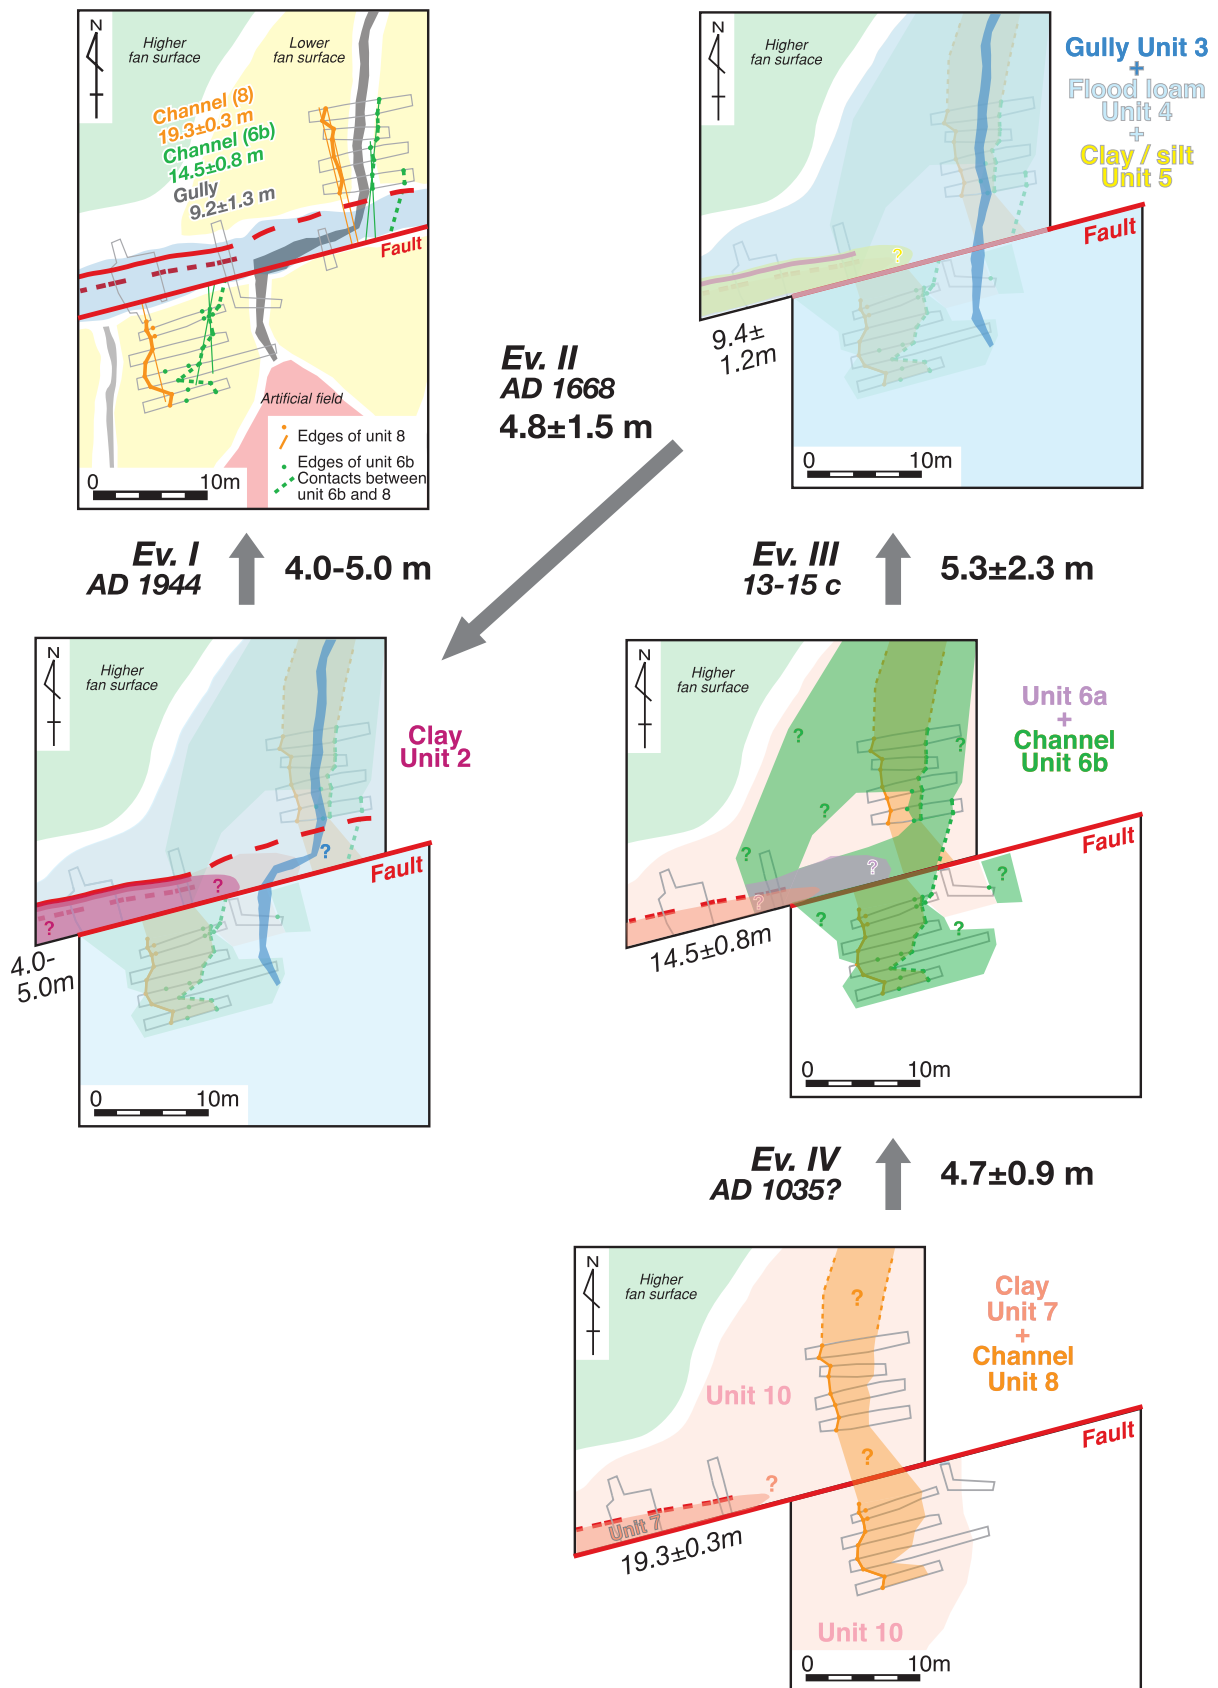 N
Higher
fan surface
Lower
fan surface
Channel (8)
19.3±0.3 m
Channel (6b)
14.5±0.8 m
Gully
9.2±1.3 m
Fault
Artificial field
Edges of unit 8
Edges of unit 6b
Contacts between
unit 6b and 8
0 10m
N
Higher
fan surface
Fault
?
9.4±
1.2m
0 10m
Gully Unit 3
+
Flood loam
Unit 4
+
Clay / silt
Unit 5
Ev. II
AD 1668
4.8±1.5 m
Ev. I
AD 1944
4.0-5.0 m
Ev. III
13-15 c
5.3±2.3 m
N
Higher
fan surface
?
Fault
?
?
4.0-
5.0m
0 10m
Clay
Unit 2
N
Higher
fan surface
?
?
?
?
Fault
?
?
?
?
?
14.5±0.8m
0 10m
Unit 6a
+
Channel
Unit 6b
Ev. IV
AD 1035?
4.7±0.9 m
N
Higher
fan surface
?
Unit 10
Fault
?
?
Unit 7
19.3±0.3m
Unit 10
0 10m
Clay
Unit 7
+
Channel
Unit 8